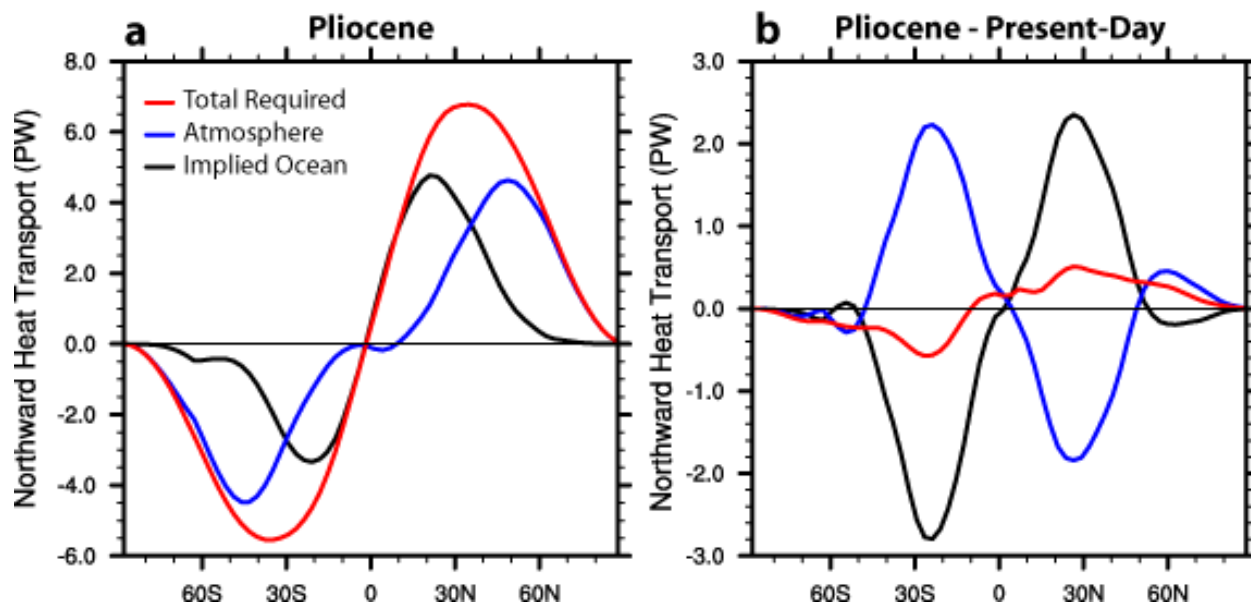 a Pliocene
Northward Heat Transport (PW)
8.0
6.0
4.0
2.0
0.0
-2.0
-4.0
-6.0
Total Required
Atmosphere
Implied Ocean
60S 30S 0 30N 60N
b Pliocene - Present-Day
Northward Heat Transport (PW)
3.0
2.0
1.0
0.0
-1.0
-2.0
-3.0
60S 30S 0 30N 60N